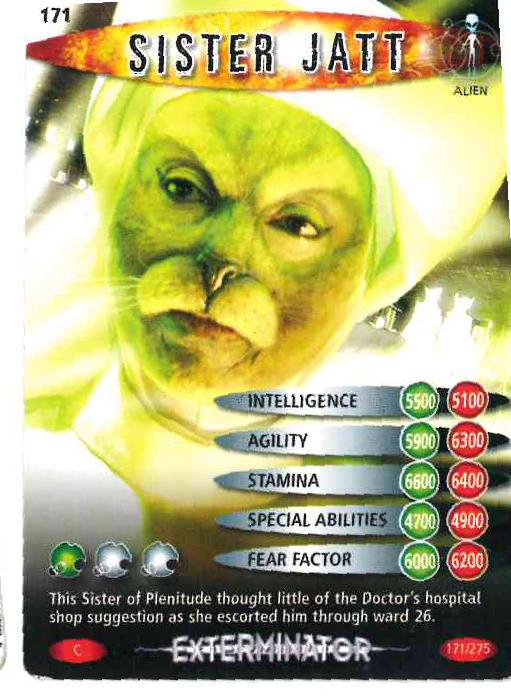 171
SISTER JATT
ALIEN
INTELLIGENCE 5500 5100
AGILITY 5900 6300
STAMINA 6600 6400
SPECIAL ABILITIES 4700 4900
FEAR FACTOR 6000 6200
This Sister of Plenitude thought little of the Doctor's hospital
shop suggestion as she escorted him through ward 26.
C EXTERMINATOR 171/275